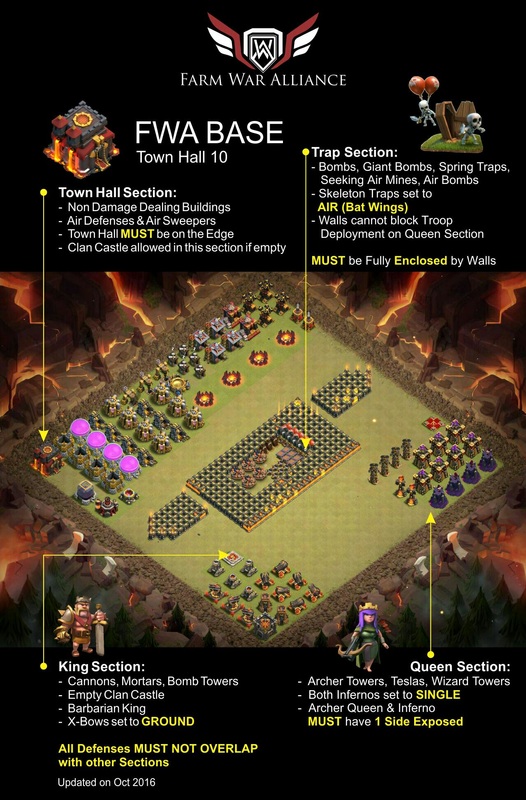 FARM WAR ALLIANCE
FWA BASE
Town Hall 10
Town Hall Section:
- Non Damage Dealing Buildings
- Air Defenses & Air Sweepers
- Town Hall MUST be on the Edge
- Clan Castle allowed in this section if empty
Trap Section:
- Bombs, Giant Bombs, Spring Traps,
Seeking Air Mines, Air Bombs
- Skeleton Traps set to
AIR (Bat Wings)
- Walls cannot block Troop
Deployment on Queen Section
MUST be Fully Enclosed by Walls
King Section:
- Cannons, Mortars, Bomb Towers
- Empty Clan Castle
- Barbarian King
- X-Bows set to GROUND
All Defenses MUST NOT OVERLAP
with other Sections
Updated on Oct 2016
Queen Section:
- Archer Towers, Teslas, Wizard Towers
- Both Infernos set to SINGLE
- Archer Queen & Inferno
MUST have 1 Side Exposed